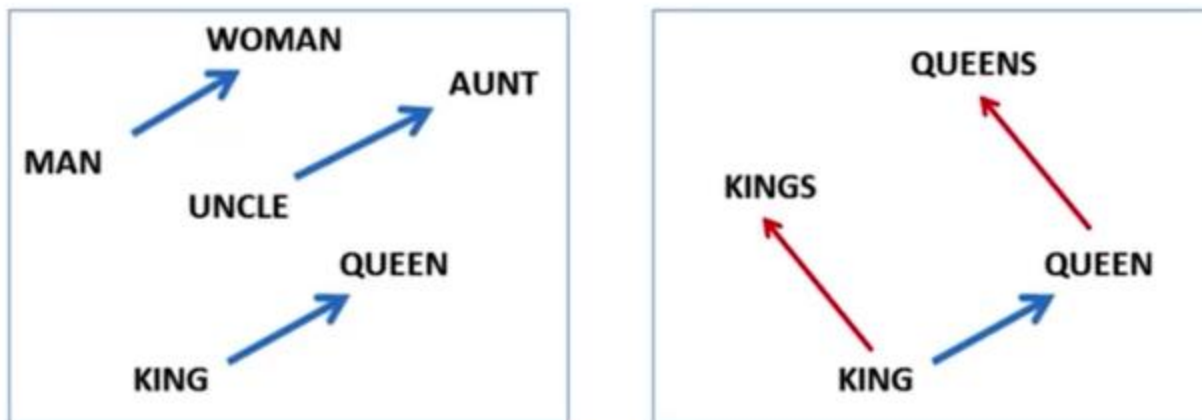 WOMAN
AUNT
MAN
UNCLE
QUEEN
KING
QUEENS
KINGS
QUEEN
KING